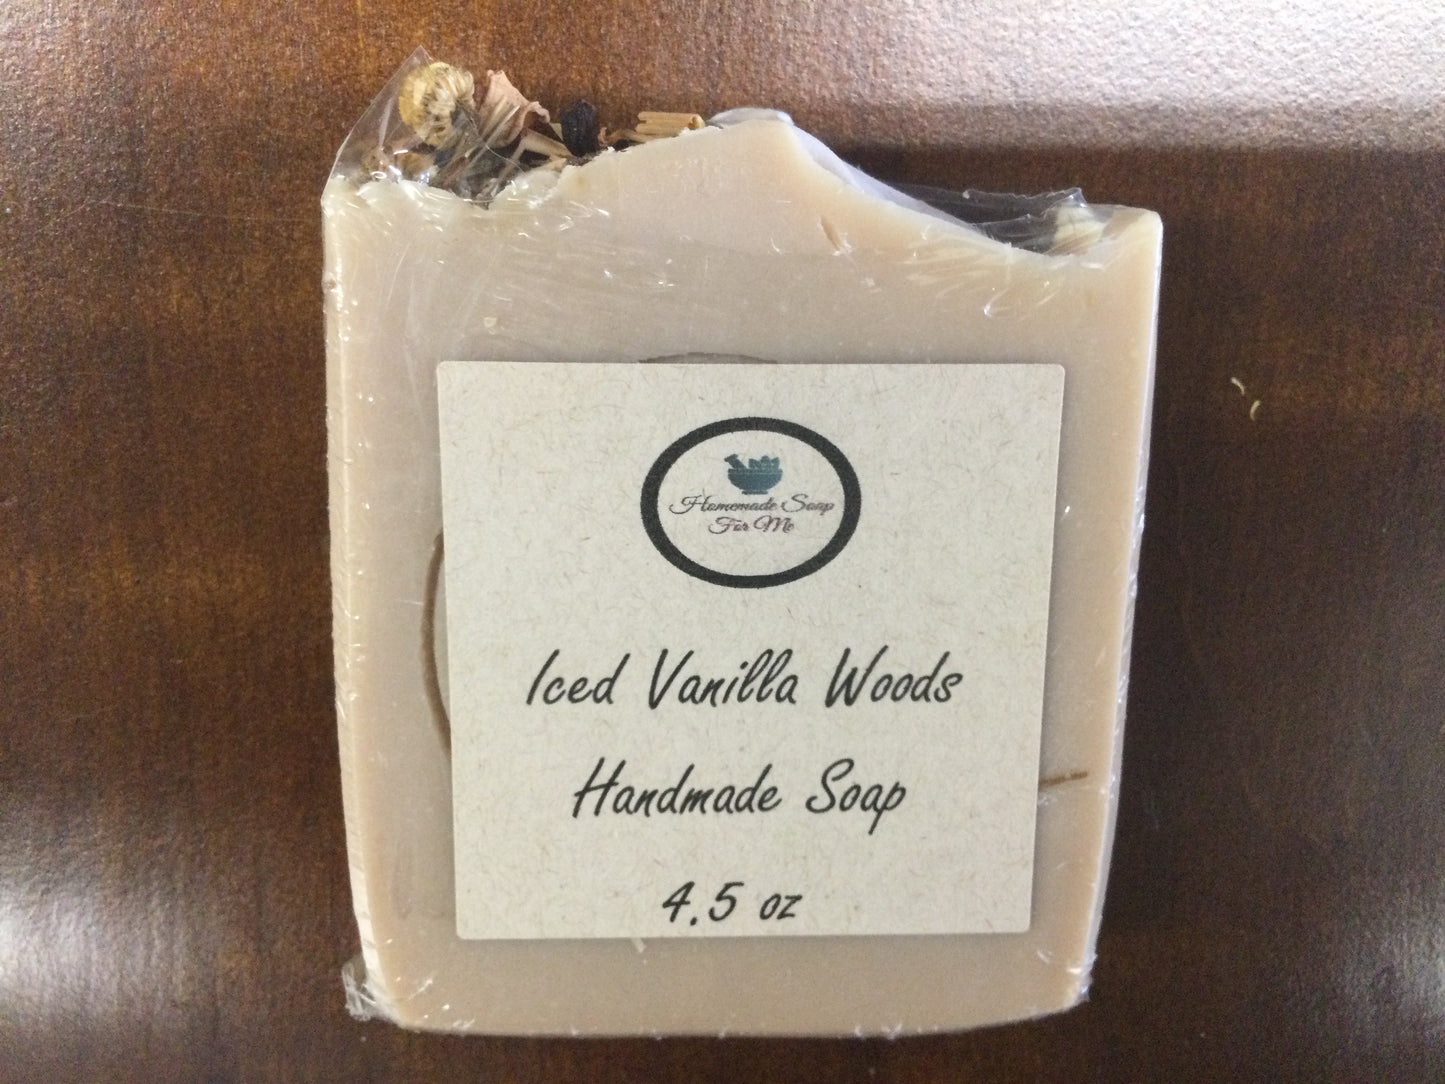 Homemade Soap
For Me
Iced Vanilla Woods
Handmade Soap
4.5 oz